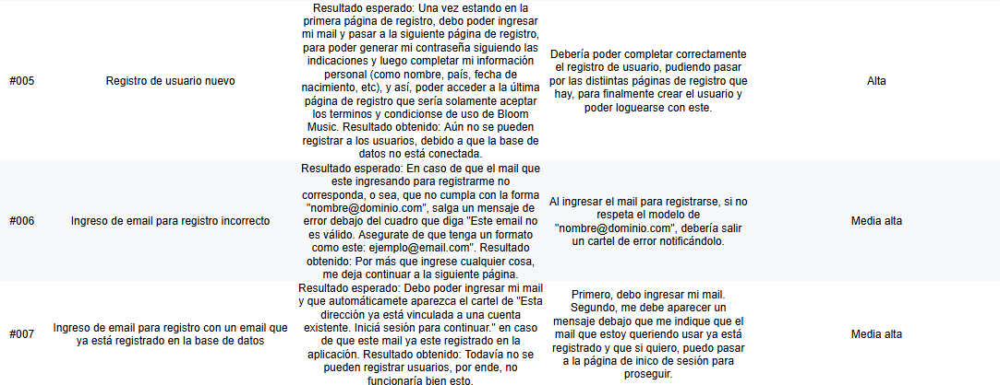 #005
Registro de usuario nuevo
Resultado esperado: Una vez estando en la
primera página de registro, debo poder ingresar
mi mail y pasar a la siguiente página de registro,
para poder generar mi contraseña siguiendo las
indicaciones y luego completar mi información
personal (como nombre, país, fecha de
nacimiento, etc), y así, poder acceder a la última
página de registro que sería solamente aceptar
los terminos y condicionse de uso de Bloom
Music. Resultado obtenido: Aún no se pueden
registrar a los usuarios, debido a que la base de
datos no está conectada.
Debería poder completar correctamente
el registro de usuario, pudiendo pasar
por las distiintas páginas de registro que
hay, para finalmente crear el usuario y
poder loguearse con este.
Alta
#006
Ingreso de email para registro incorrecto
Resultado esperado: En caso de que el mail que
este ingresando para registrarme no
corresponda, o sea, que no cumpla con la forma
"nombre@dominio.com", salga un mensaje de
error debajo del cuadro que diga "Este email no
es válido. Asegurate de que tenga un formato
como este: ejemplo@email.com". Resultado
obtenido: Por más que ingrese cualquier cosa,
me deja continuar a la siguiente página.
Al ingresar el mail para registrarse, si no
respeta el modelo de
"nombre@dominio.com", debería salir
un cartel de error notificándolo.
Media alta
#007
Ingreso de email para registro con un email que
ya está registrado en la base de datos
Resultado esperado: Debo poder ingresar mi mail
y que automáticamete aparezca el cartel de "Esta
dirección ya está vinculada a una cuenta
existente. Iniciá sesión para continuar." en caso
de que este mail ya este registrado en la
aplicación. Resultado obtenido: Todavía no se
pueden registrar usuarios, por ende, no
funcionaría bien esto.
Primero, debo ingresar mi mail.
Segundo, me debe aparecer un
mensaje debajo que me indique que el
mail que estoy queriendo usar ya está
registrado y que si quiero, puedo pasar
a la página de inico de sesión para
proseguir.
Media alta